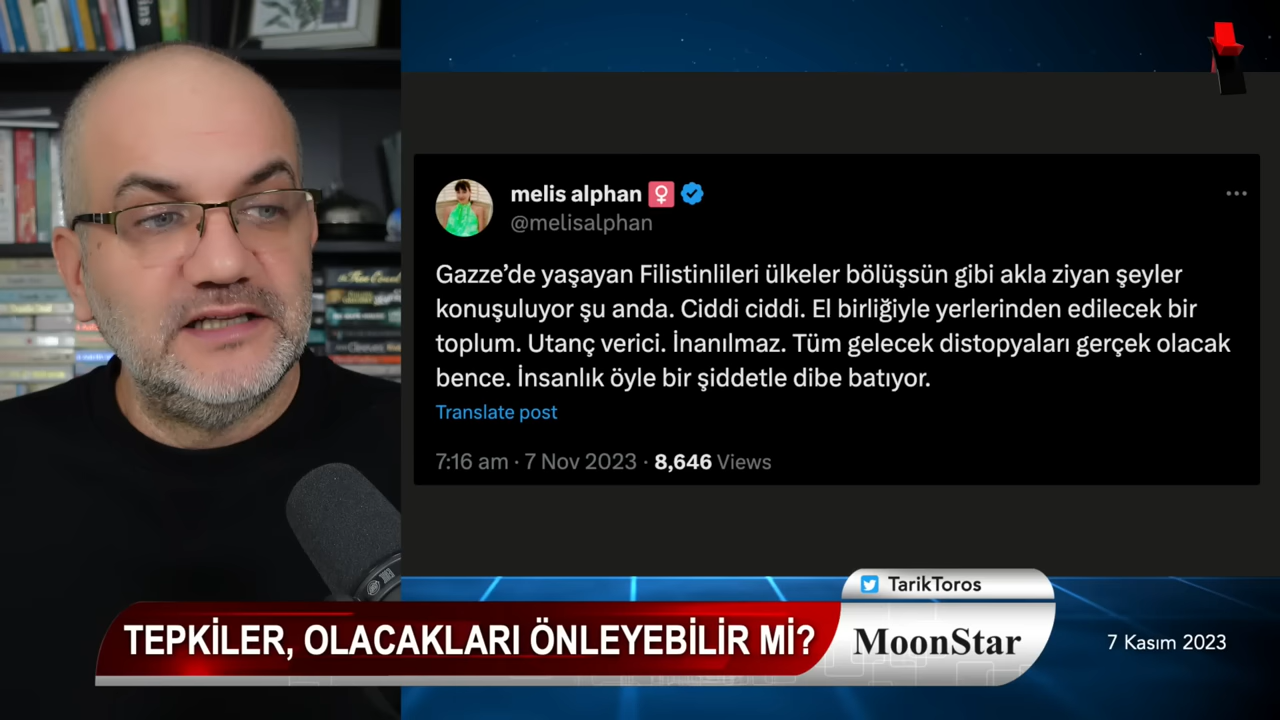 melis alphan
@melisalphan
Gazze’de yaşayan Filistinlileri ülkeler bölüşsün gibi akla ziyan şeyler
konuşuluyor şu anda. Ciddi ciddi. El birliğiyle yerlerinden edilecek bir
toplum. Utanç verici. İnanılmaz. Tüm gelecek distopyaları gerçek olacak
bence. İnsanlık öyle bir şiddetle dibe batıyor.
Translate post
7:16 am · 7 Nov 2023 · 8,646 Views
TarikToros
TEPKİLER, OLACAKLARI ÖNLEYEBİLİR Mİ?
MoonStar
7 Kasım 2023